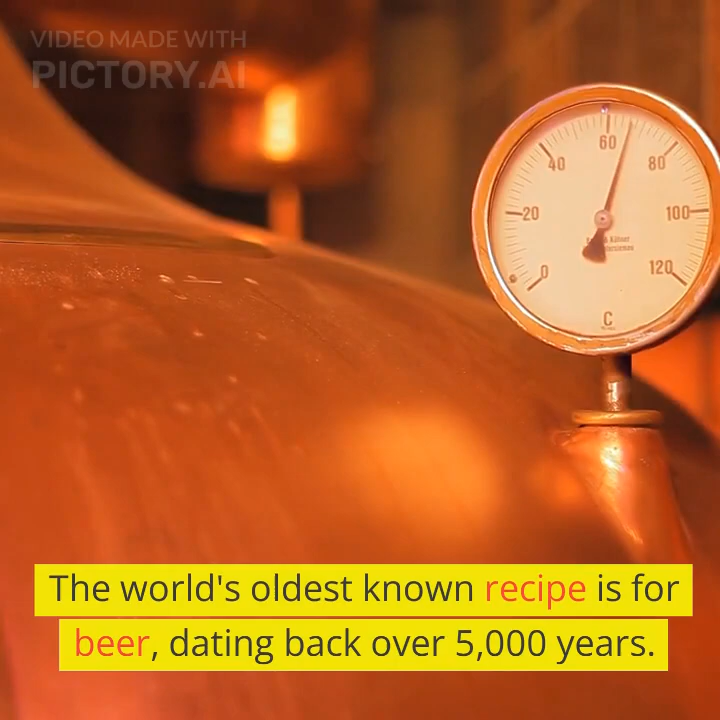 VIDEO MADE WITH
PICTORY.AI
60
40
80
20
100
0
120
C
The world's oldest known recipe is for
beer, dating back over 5,000 years.